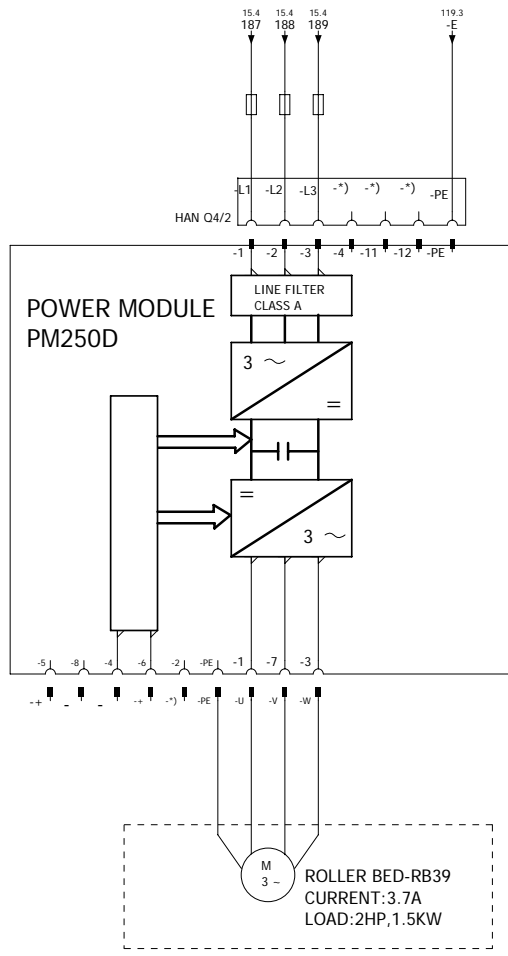 15.4 15.4 15.4 119.3
187 188 189 -E
-L1 -L2 -L3 -*) -*) -*) -PE
HAN Q4/2
-1 -2 -3 -4 -11 -12 -PE
LINE FILTER
CLASS A
POWER MODULE
PM250D
3 ~
=
=
3 ~
-5 -8 -4 -6 -2 -PE -1 -7 -3
-+ - - -+ -*) -PE -U -V -W
M
3 ~
ROLLER BED-RB39
CURRENT:3.7A
LOAD:2HP,1.5KW